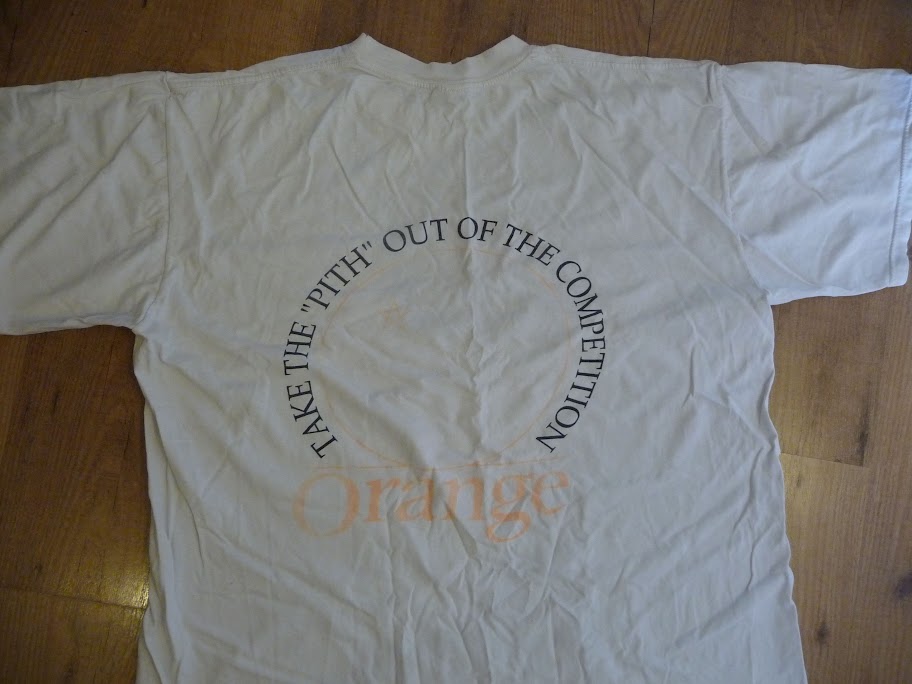 TAKE THE "PITH" OUT OF THE COMPETITION
Orange